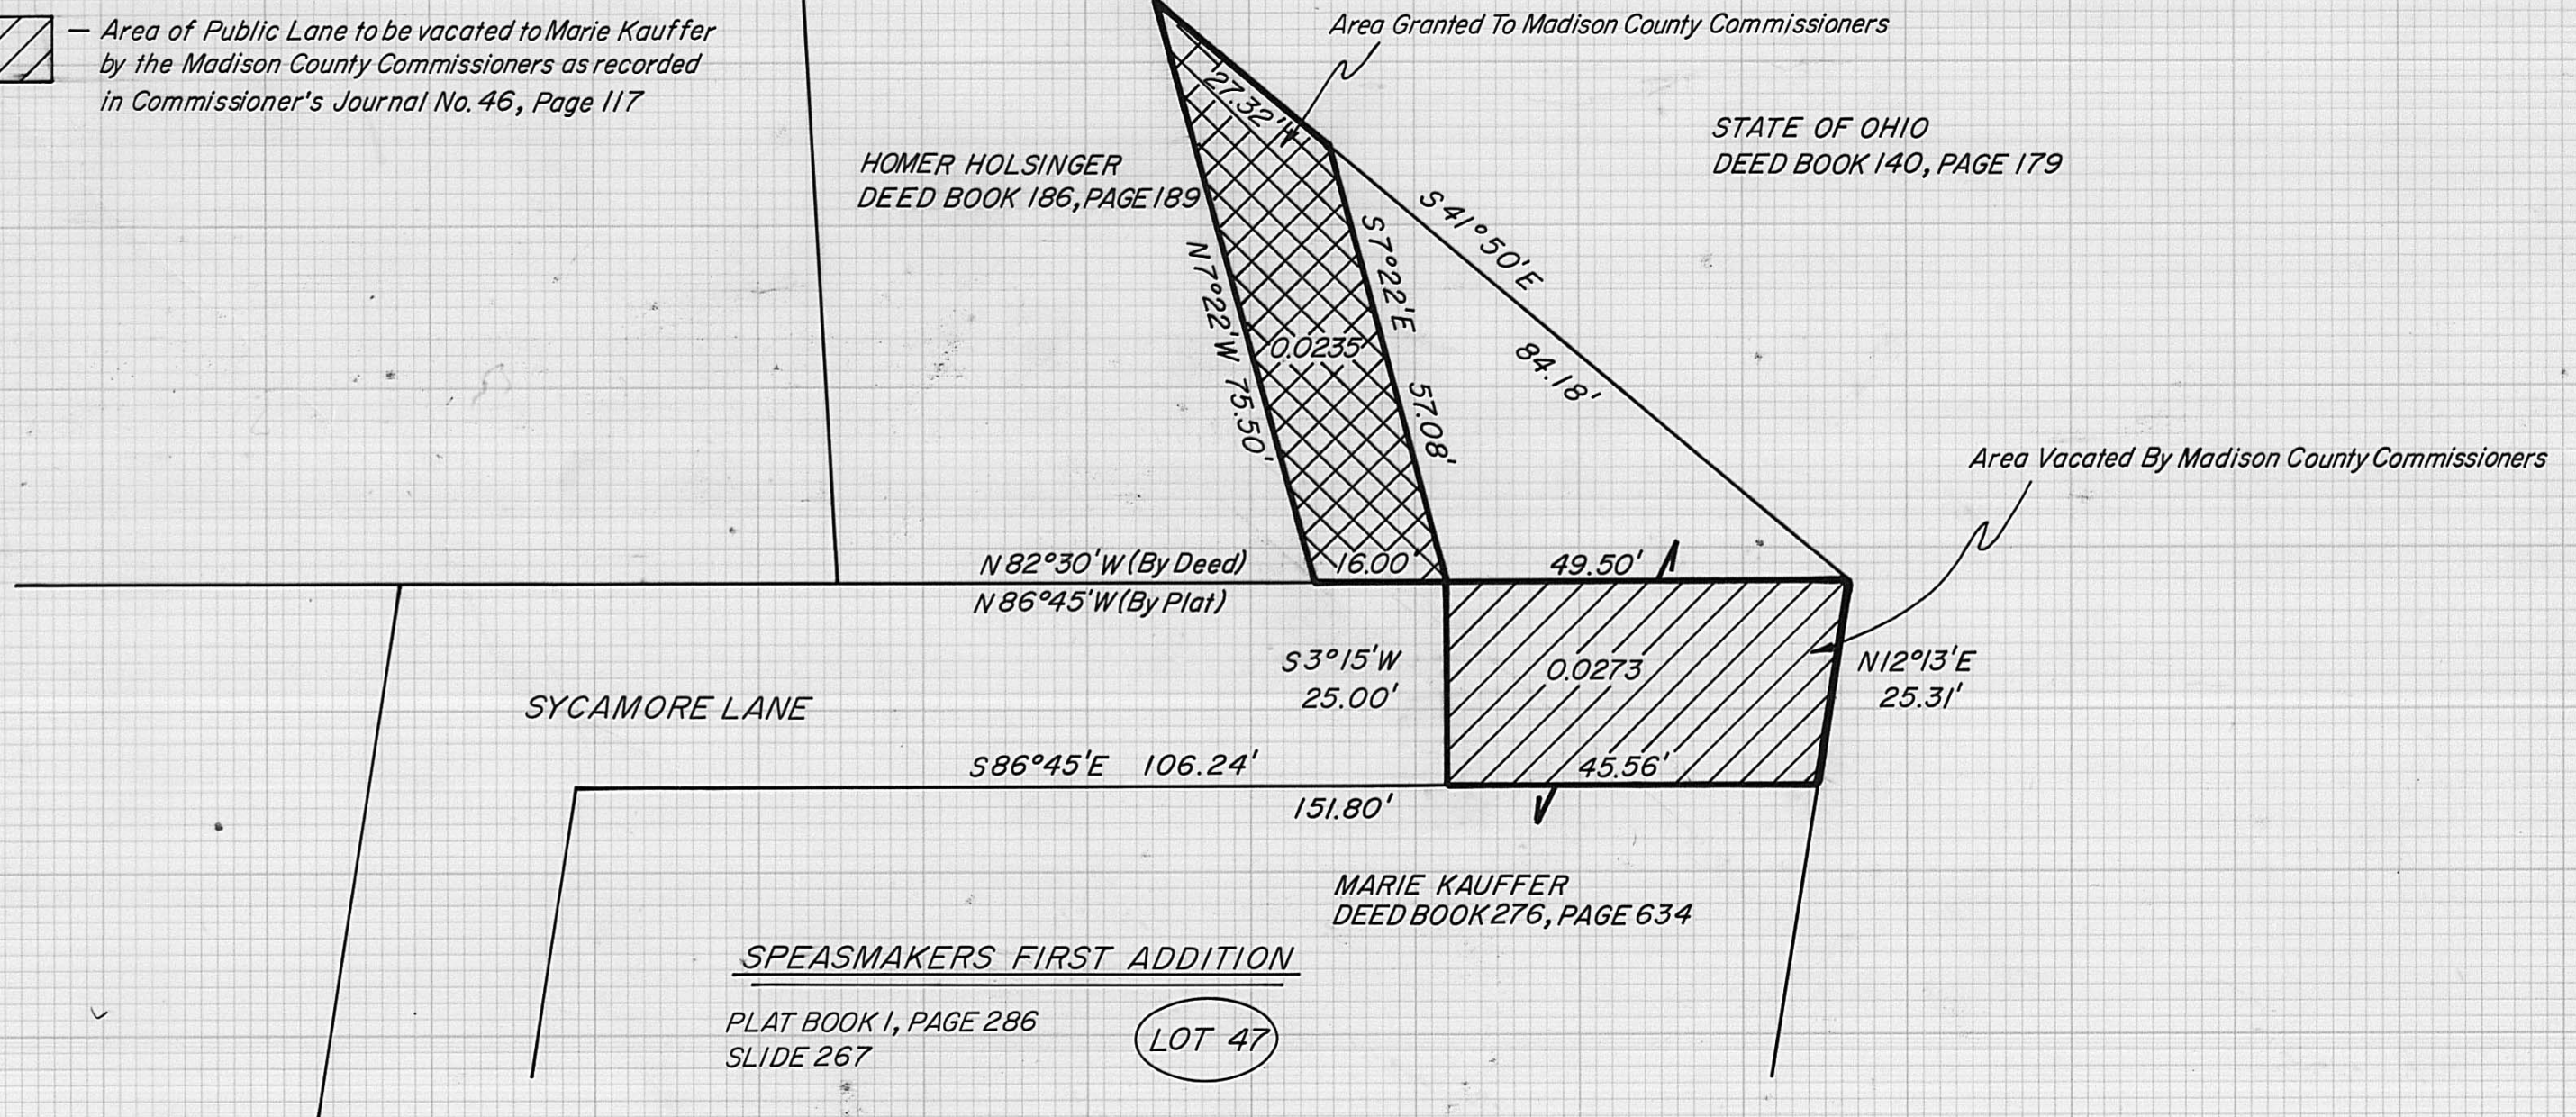 — Area of Public Lane to be vacated to Marie Kauffer
by the Madison County Commissioners as recorded
in Commissioner's Journal No. 46, Page 117
Area Granted To Madison County Commissioners
27.32'
HOMER HOLSINGER
DEED BOOK 186, PAGE 189
STATE OF OHIO
DEED BOOK 140, PAGE 179
S 41°50'E
84.18'
N 7°22'W 75.50'
0.0235
S 7°22'E 57.08'
Area Vacated By Madison County Commissioners
N 82°30'W (By Deed)
16.00'
49.50'
N 86°45'W (By Plat)
S 3°15'W
25.00'
0.0273
N 12°13'E
25.31'
SYCAMORE LANE
S 86°45'E 106.24'
45.56'
151.80'
MARIE KAUFFER
DEED BOOK 276, PAGE 634
SPEASMAKERS FIRST ADDITION
PLAT BOOK 1, PAGE 286
SLIDE 267
LOT 47